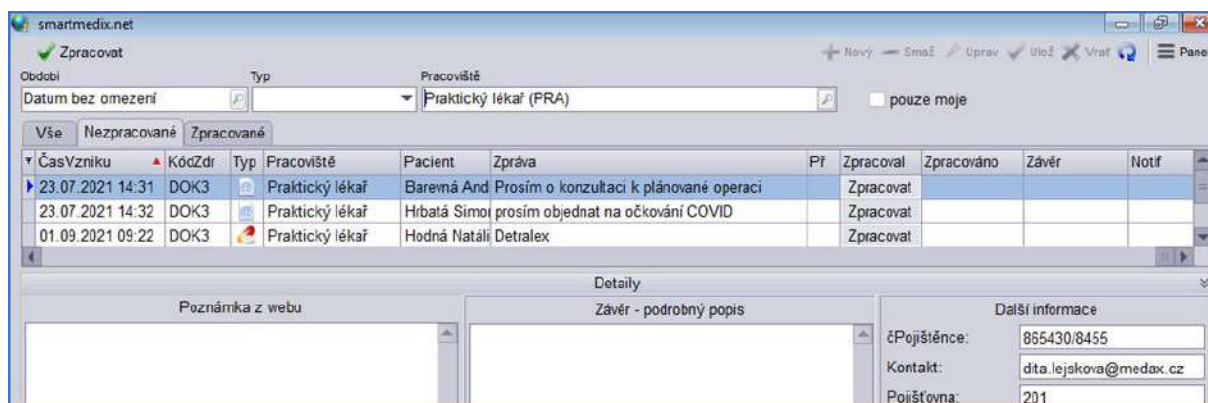 smartmedix.net
Zpracovat Nový Smaž Uprav Ulož Vrať Pane
Období Typ Pracoviště
Datum bez omezení Praktický lékař (PRA) pouze moje
Vše Nezpracované Zpracované
ČasVzniku KódZdr Typ Pracoviště Pacient Zpráva Př Zpracoval Zpracováno Závěr Notif
23.07.2021 14:31 DOK3 Praktický lékař Barevná And Prosím o konzultaci k plánované operaci Zpracovat
23.07.2021 14:32 DOK3 Praktický lékař Hrbatá Simon prosím objednat na očkování COVID Zpracovat
01.09.2021 09:22 DOK3 Praktický lékař Hodná Natáli Detralex Zpracovat
Detaily
Poznámka z webu Závěr - podrobný popis Další informace
čPojištěnce: 865430/8455
Kontakt: dita.lejskova@medax.cz
Pojišťovna: 201